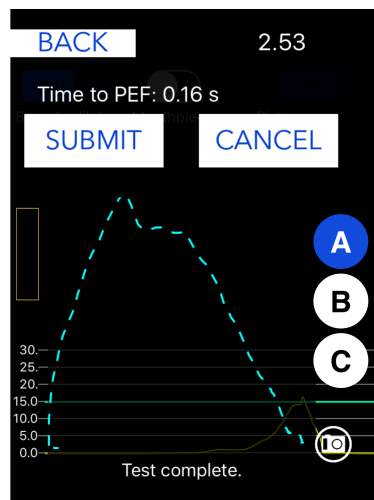 BACK 2.53
Time to PEF: 0.16 s
SUBMIT CANCEL
A
B
C
30.
25.
20.
15.0
10.0
5.0
0.0
Test complete.